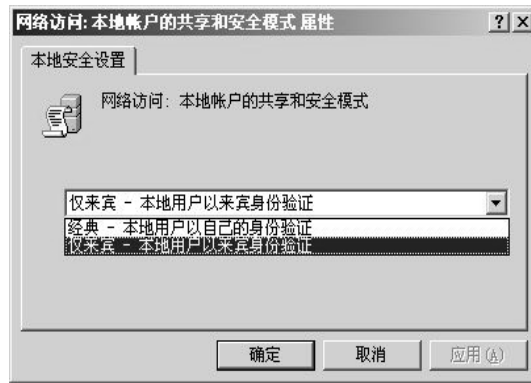 网络访问: 本地帐户的共享和安全模式 属性
本地安全设置
网络访问: 本地帐户的共享和安全模式
仅来宾 - 本地用户以来宾身份验证
经典 - 本地用户以自己的身份验证
仅来宾 - 本地用户以来宾身份验证
确定
取消
应用(A)